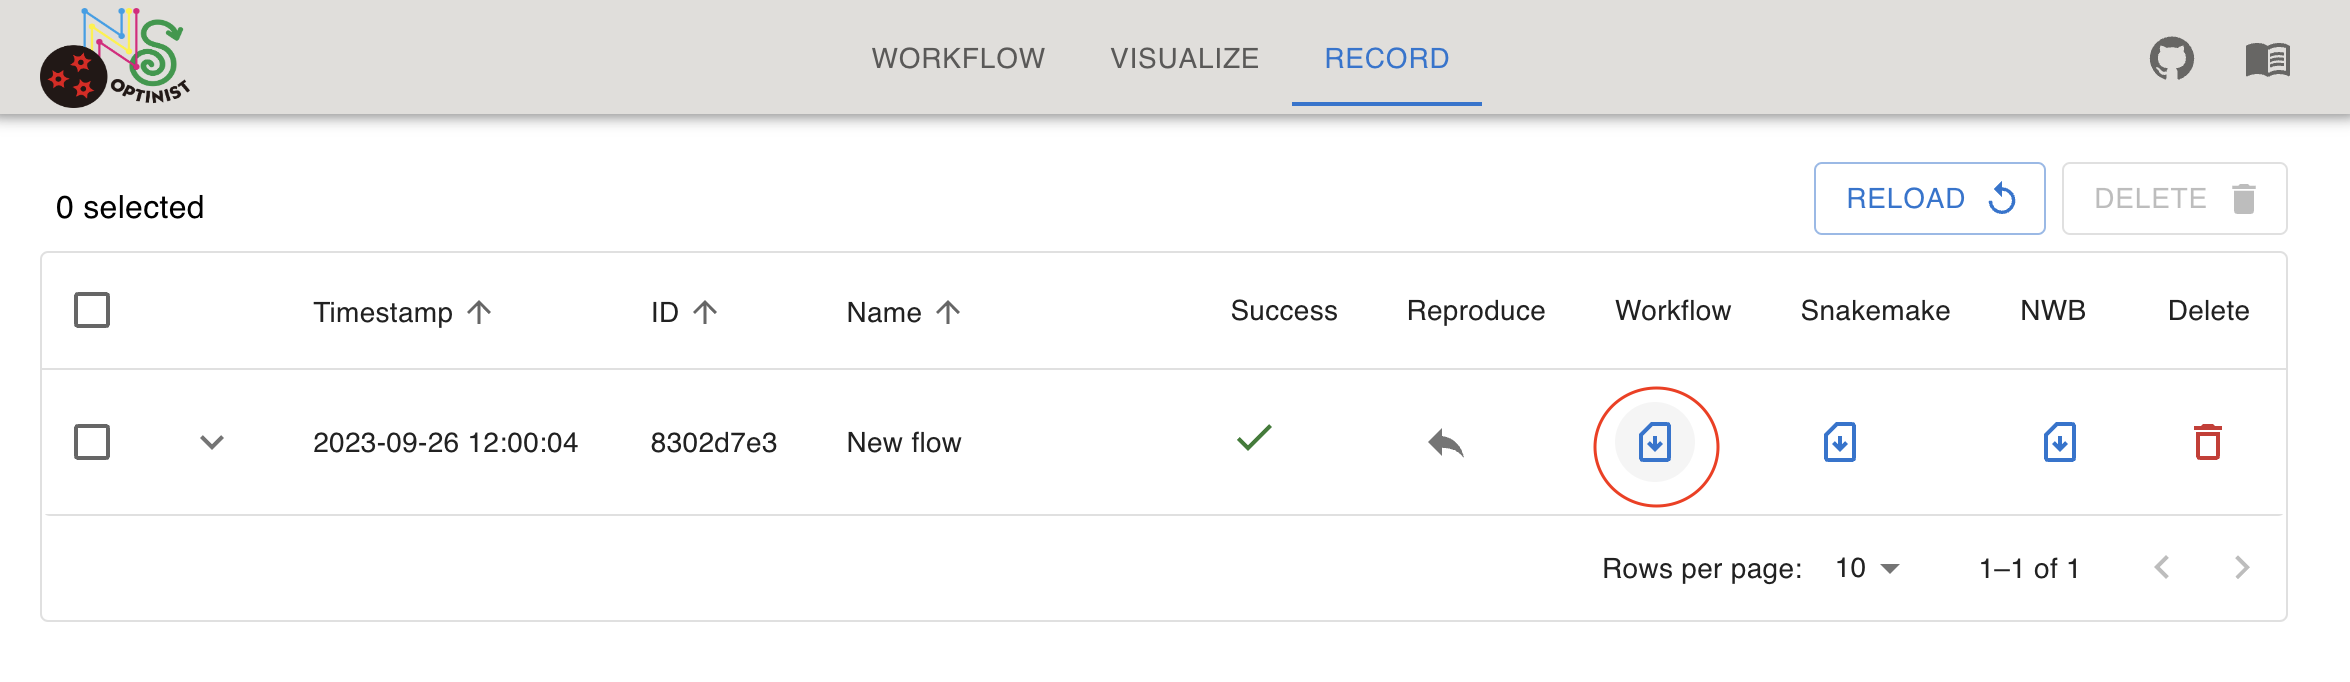 OPTINIST
WORKFLOW VISUALIZE RECORD
0 selected
RELOAD DELETE
Timestamp ID Name Success Reproduce Workflow Snakemake NWB Delete
2023-09-26 12:00:04 8302d7e3 New flow
Rows per page: 10 1–1 of 1